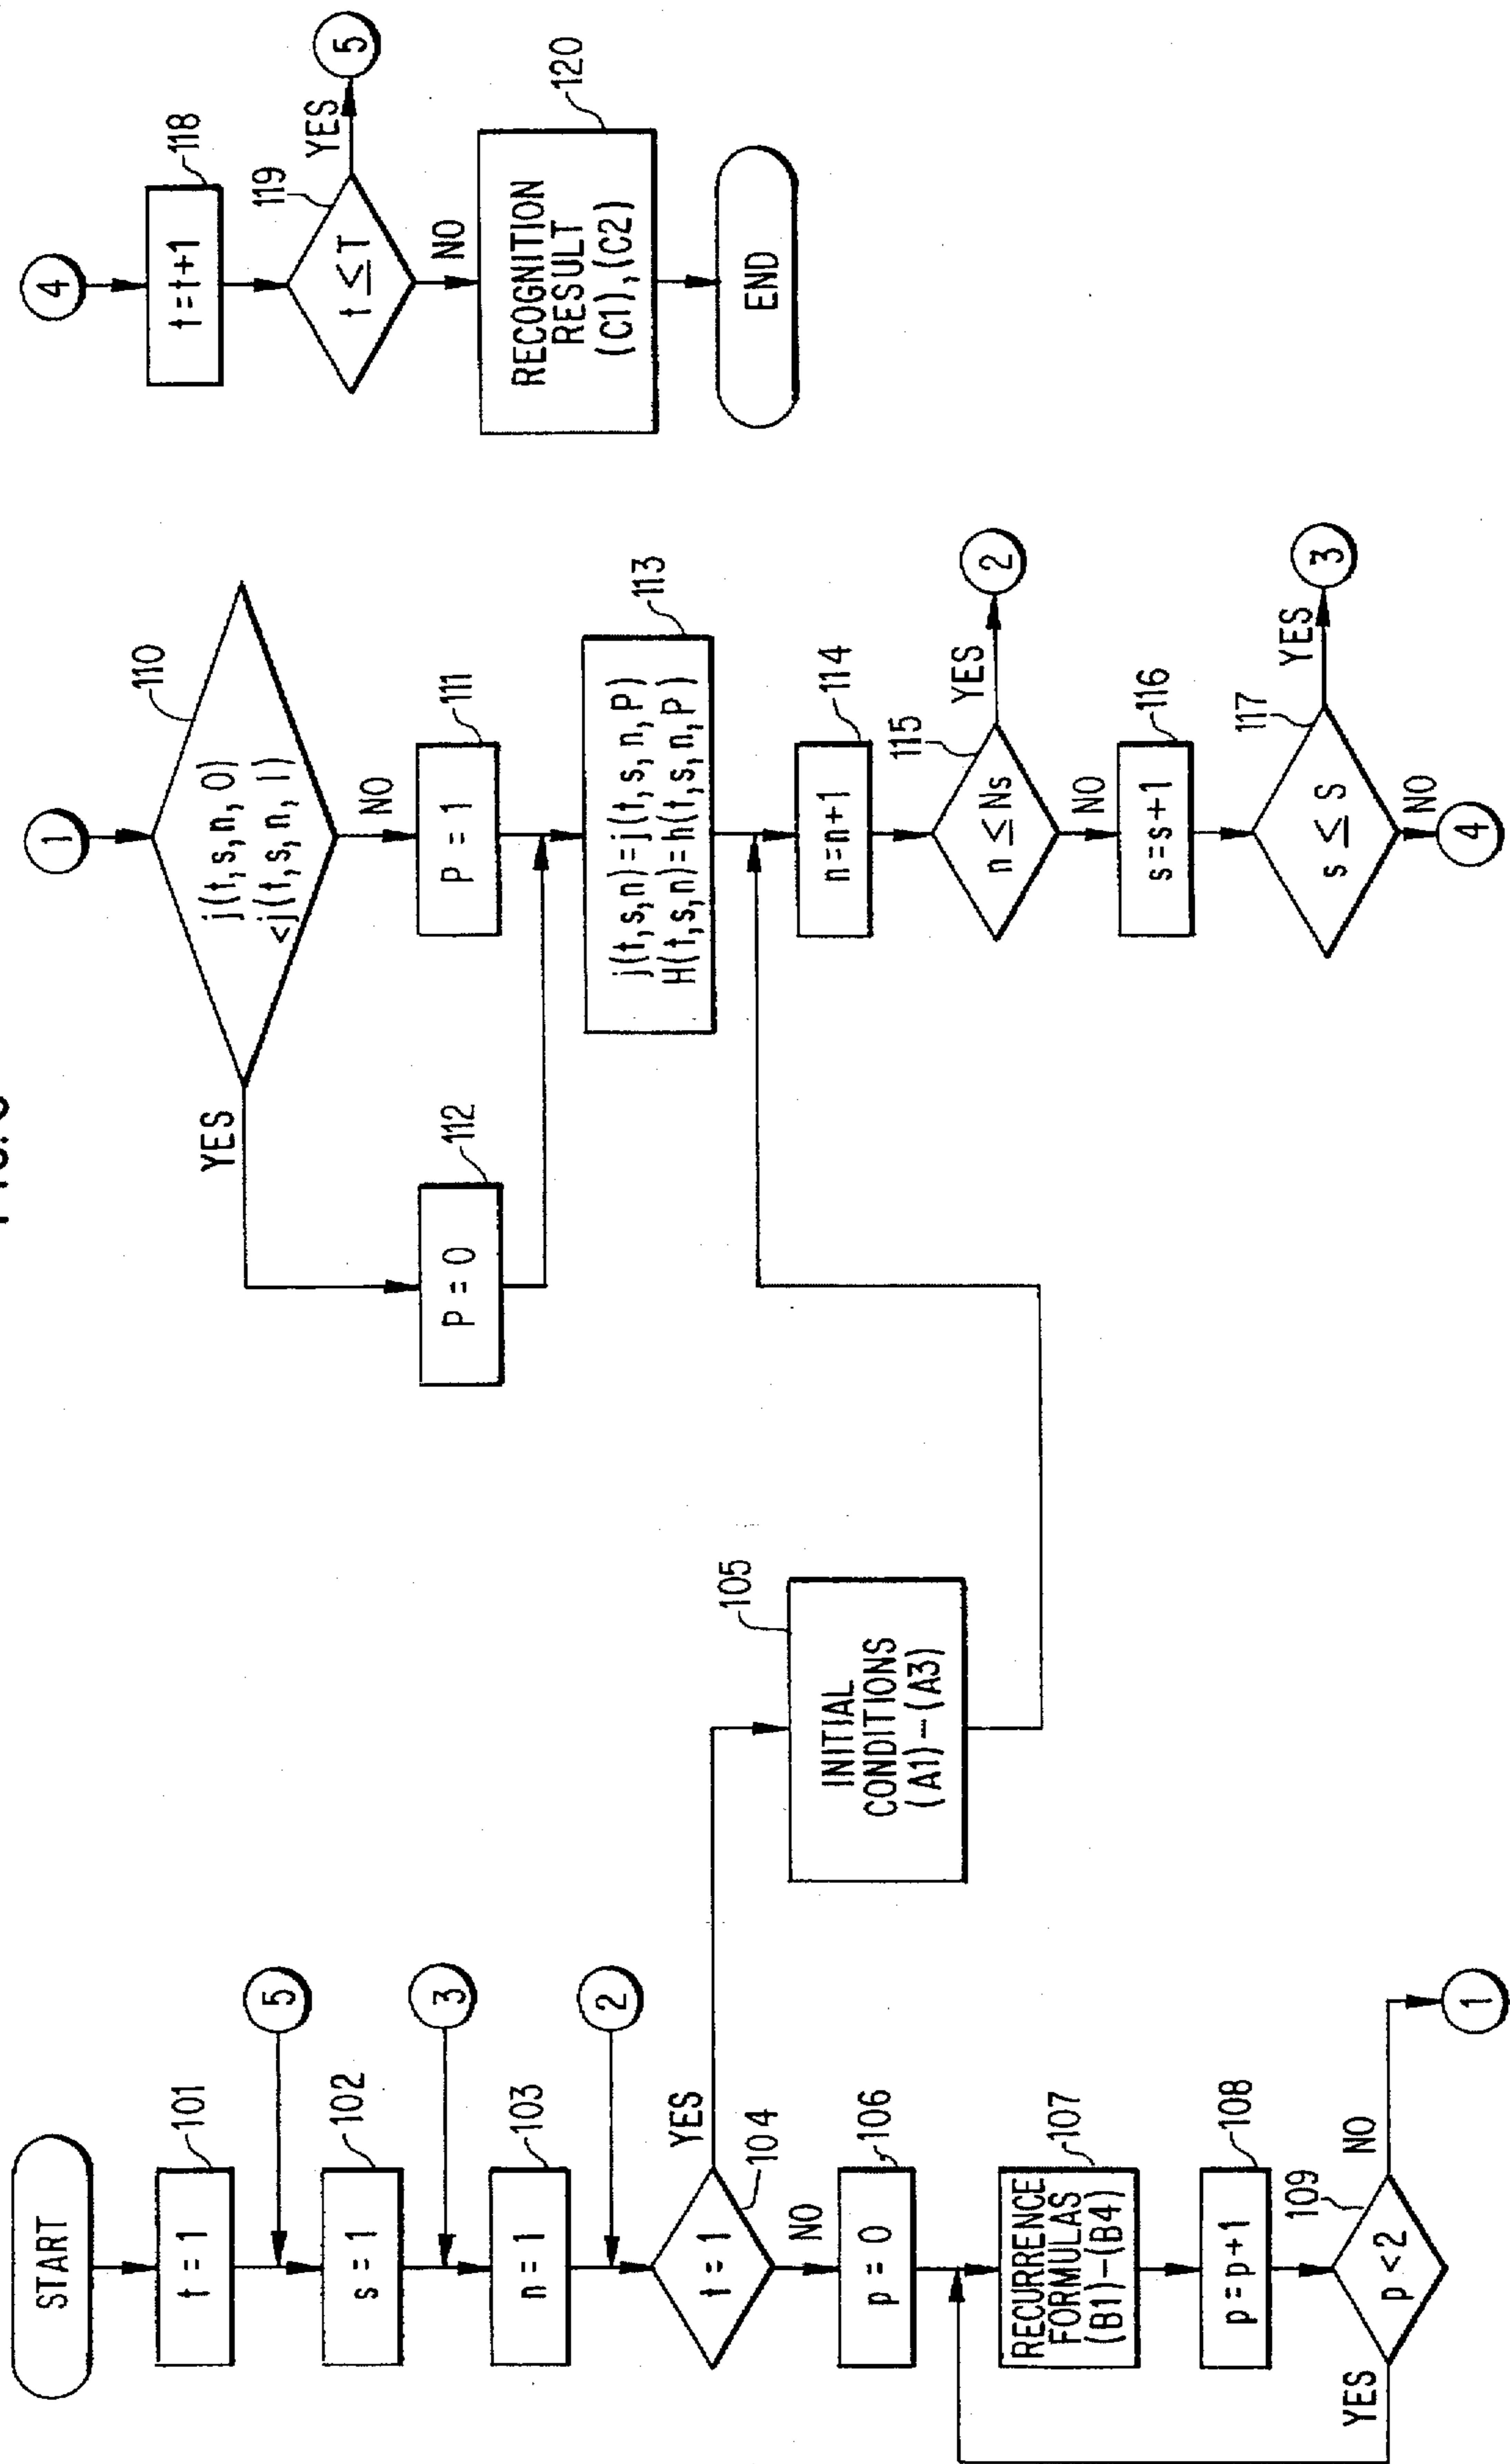 START
t = 1
101
5
s = 1
102
3
n = 1
103
2
t = 1
YES
104
NO
p = 0
106
RECURRENCE
FORMULAS
(B1)-(B4)
107
p=p+1
108
p < 2
109
YES
NO
1
INITIAL
CONDITIONS
(A1)-(A3)
105
1
j(t,s,n,0)
<j(t,s,n,1)
110
YES
NO
P = 0
112
P = 1
111
j(t,s,n)=j(t,s,n,P)
H(t,s,n)=h(t,s,n,P)
113
n=n+1
114
n ≤ Ns
115
YES
2
NO
s=s+1
116
s ≤ S
117
YES
3
NO
4
4
t=t+1
118
t ≤ T
119
YES
5
NO
RECOGNITION
RESULT
(C1),(C2)
120
END